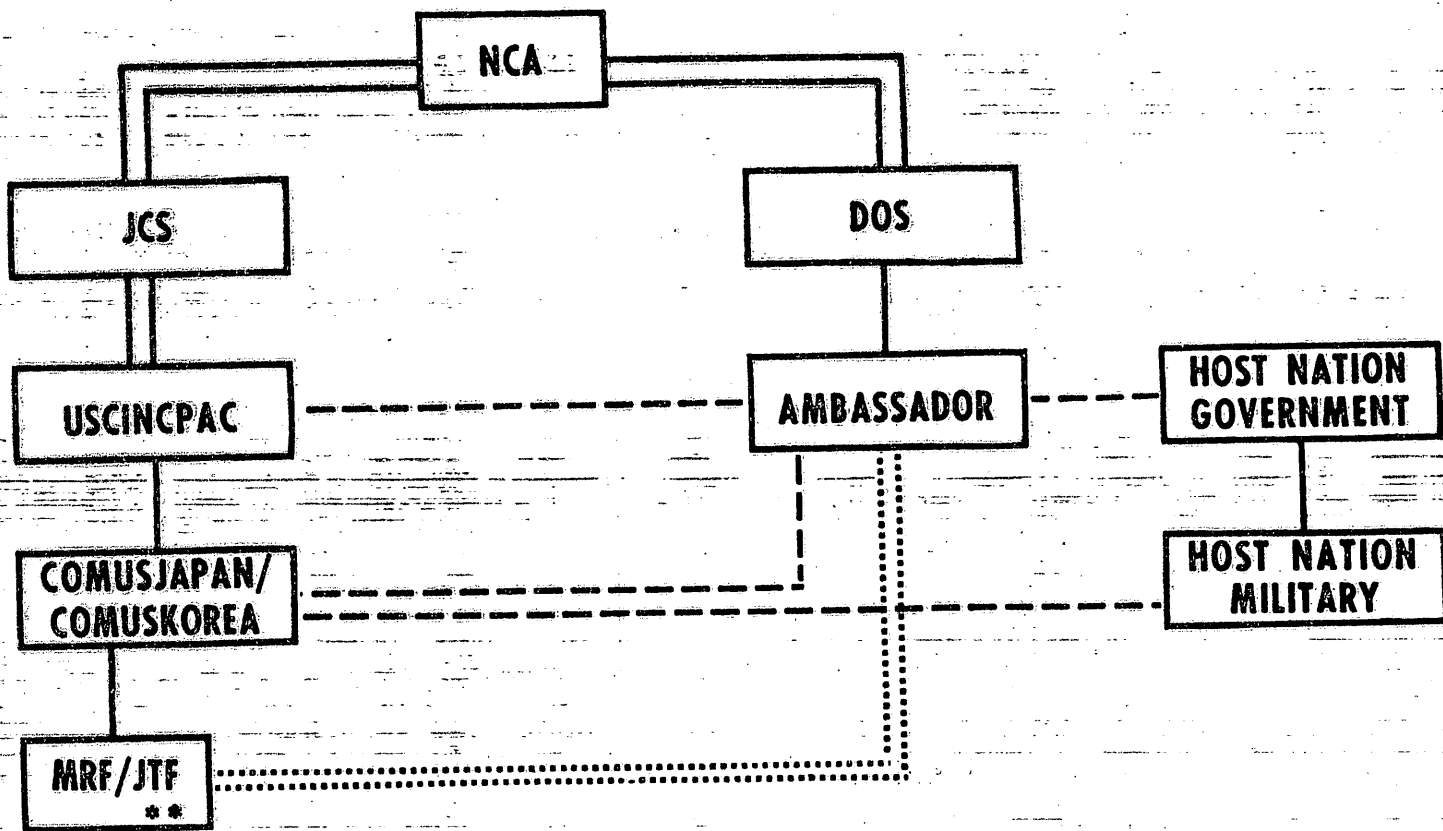 NCA
JCS
DOS
USCINCPAC
AMBASSADOR
HOST NATION
GOVERNMENT
COMUSJAPAN/
COMUSKOREA
HOST NATION
MILITARY
MRF/JTF
**